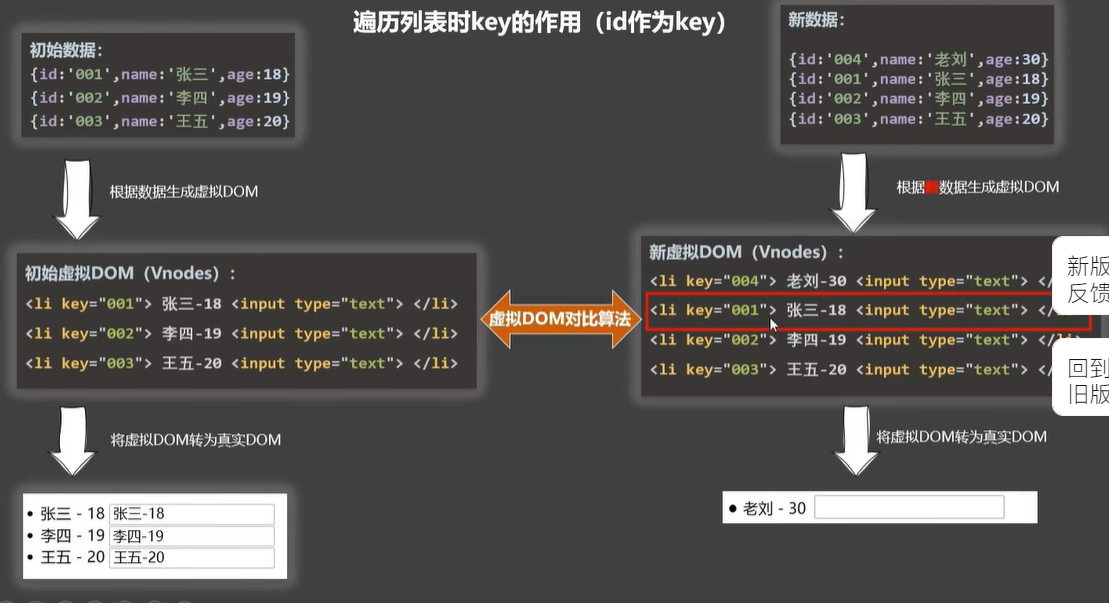 遍历列表时key的作用（id作为key）
初始数据：
{id:'001',name:'张三',age:18}
{id:'002',name:'李四',age:19}
{id:'003',name:'王五',age:20}
新数据：
{id:'004',name:'老刘',age:30}
{id:'001',name:'张三',age:18}
{id:'002',name:'李四',age:19}
{id:'003',name:'王五',age:20}
根据数据生成虚拟DOM
根据 数据生成虚拟DOM
初始虚拟DOM（Vnodes）：
<li key="001"> 张三-18 <input type="text"> </li>
<li key="002"> 李四-19 <input type="text"> </li>
<li key="003"> 王五-20 <input type="text"> </li>
虚拟DOM对比算法
新虚拟DOM（Vnodes）：
<li key="004"> 老刘-30 <input type="text"> </
<li key="001"> 张三-18 <input type="text"> </
<li key="002"> 李四-19 <input type="text"> </li>
<li key="003"> 王五-20 <input type="text"> </
新版
反馈
回到
旧版
将虚拟DOM转为真实DOM
将虚拟DOM转为真实DOM
• 张三 - 18 张三-18
• 李四 - 19 李四-19
• 王五 - 20 王五-20
• 老刘 - 30